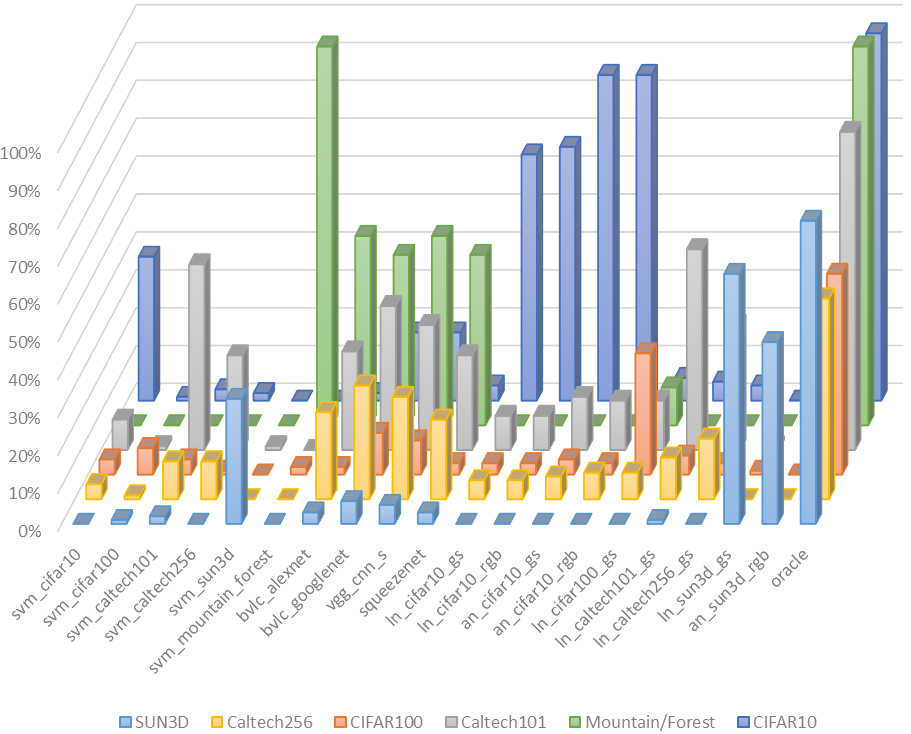 100%
90%
80%
70%
60%
50%
40%
30%
20%
10%
0%
svm_cifar10
svm_cifar100
svm_caltech101
svm_caltech256
svm_sun3d
svm_mountain_forest
bvlc_alexnet
bvlc_googlenet
vgg_cnn_s
squeezenet
ln_cifar10_gs
ln_cifar10_rgb
an_cifar10_gs
an_cifar10_rgb
ln_cifar100_gs
ln_caltech101_gs
ln_caltech256_gs
ln_sun3d_gs
an_sun3d_rgb
oracle
SUN3D Caltech256 CIFAR100 Caltech101 Mountain/Forest CIFAR10